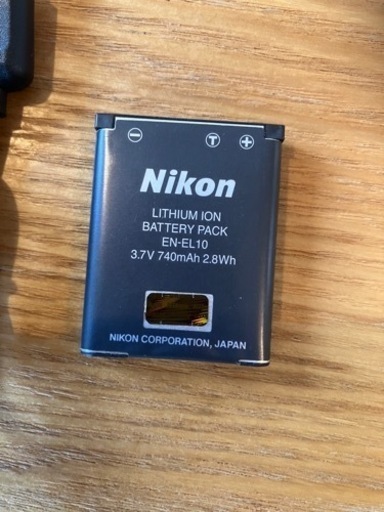 − T +
Nikon
LITHIUM ION
BATTERY PACK
EN-EL10
3.7V 740mAh 2.8Wh
NIKON CORPORATION, JAPAN